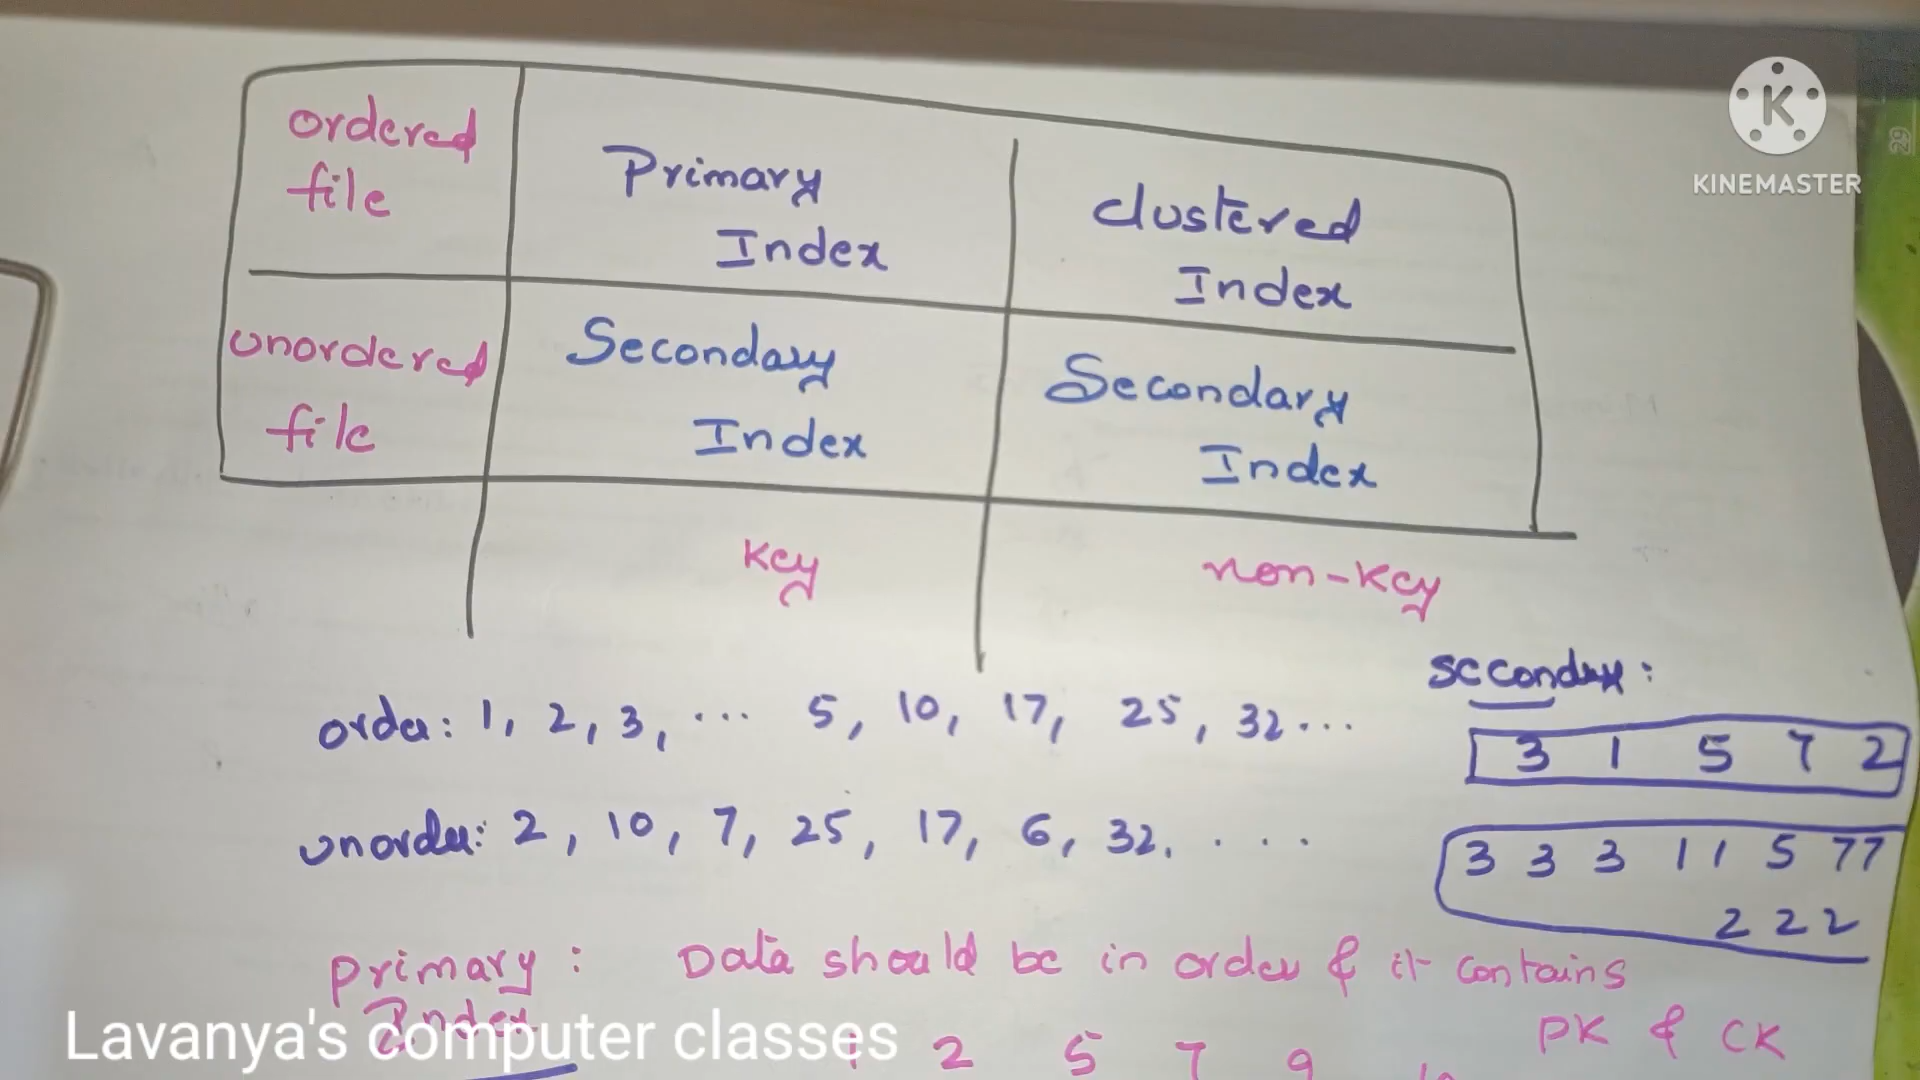 ordered
file
Primary
Index
clustered
Index
unordered
file
Secondary
Index
Secondary
Index
key
non-key
order: 1, 2, 3, ... 5, 10, 17, 25, 32...
unorder: 2, 10, 7, 25, 17, 6, 32. . . .
secondary:
3 1 5 7 2
3 3 3 1 1 5 7 7
2 2 2
primary: Data should be in order & it contains
Index
PK & CK
2 5 7 9
Lavanya's computer classes
K
KINEMASTER